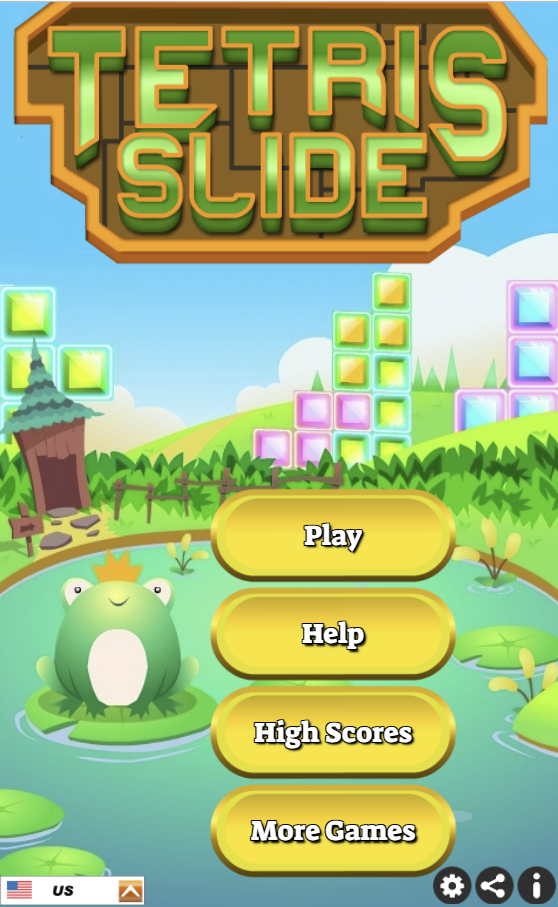 TETRIS
SLIDE
Play
Help
High Scores
More Games
US